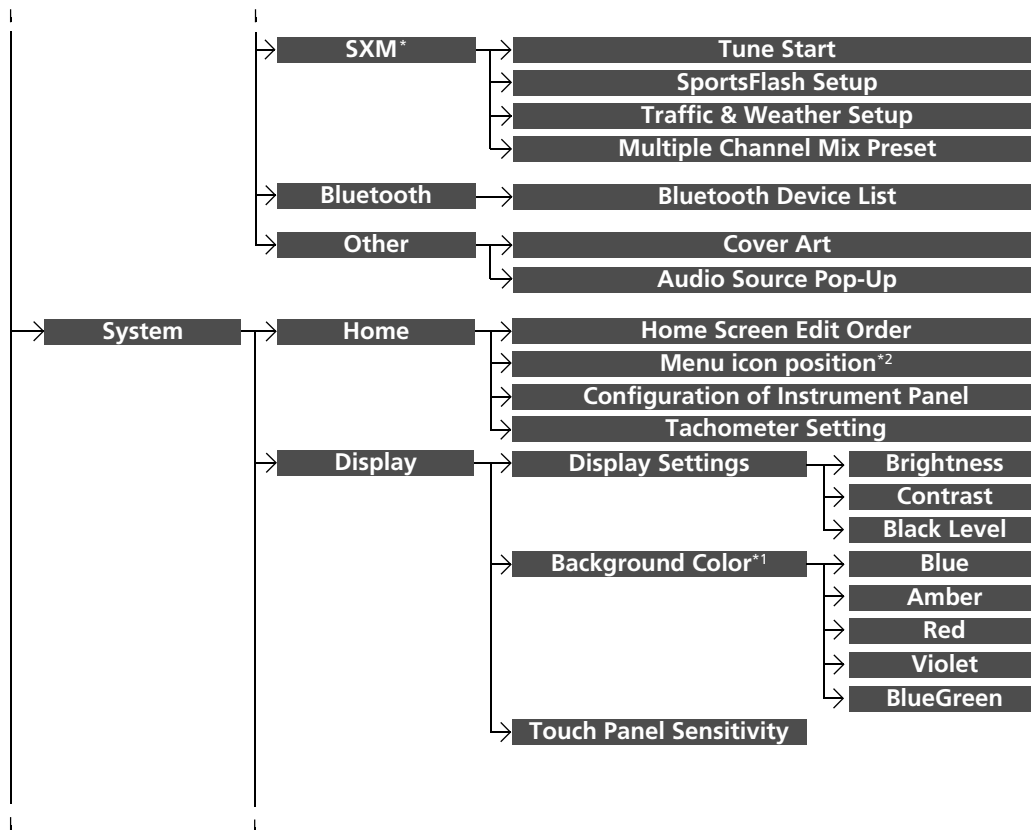 SXM*
Tune Start
SportsFlash Setup
Traffic & Weather Setup
Multiple Channel Mix Preset
Bluetooth
Bluetooth Device List
Other
Cover Art
Audio Source Pop-Up
System
Home
Home Screen Edit Order
Menu icon position*2
Configuration of Instrument Panel
Tachometer Setting
Display
Display Settings
Brightness
Contrast
Black Level
Background Color*1
Blue
Amber
Red
Violet
BlueGreen
Touch Panel Sensitivity